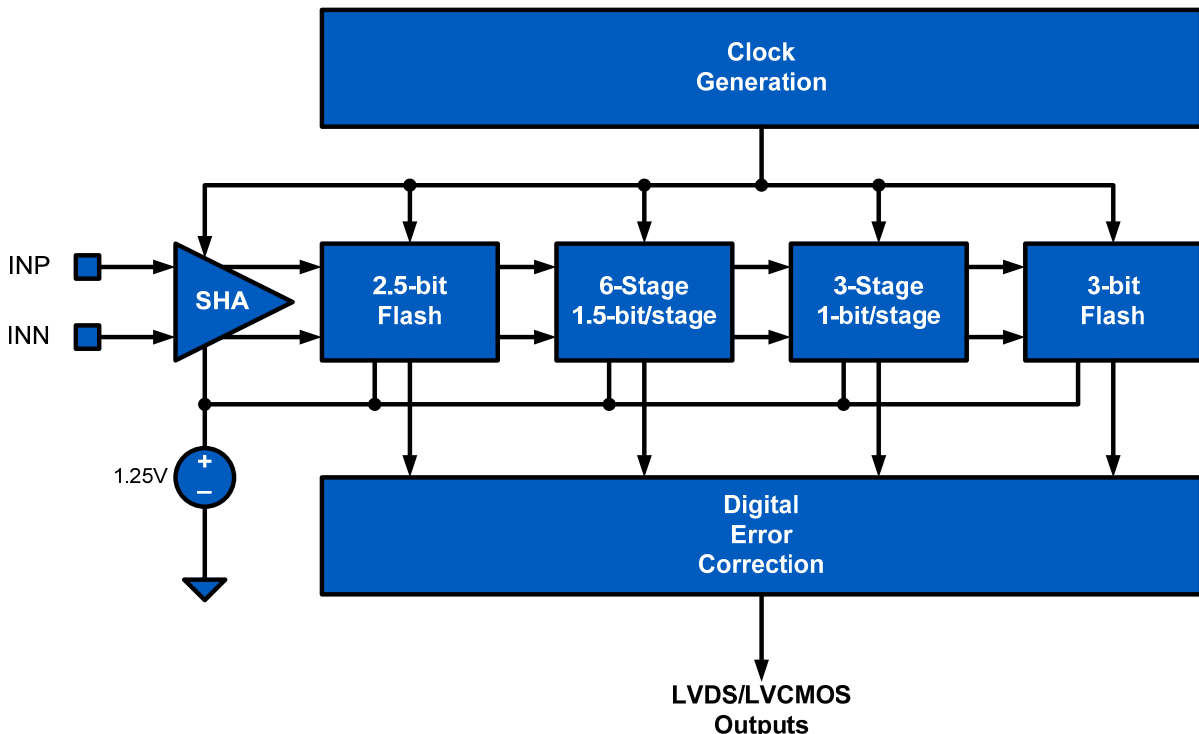 Clock
Generation
INP
INN
SHA
2.5-bit
Flash
6-Stage
1.5-bit/stage
3-Stage
1-bit/stage
3-bit
Flash
1.25V
+
–
Digital
Error
Correction
LVDS/LVCMOS
Outputs